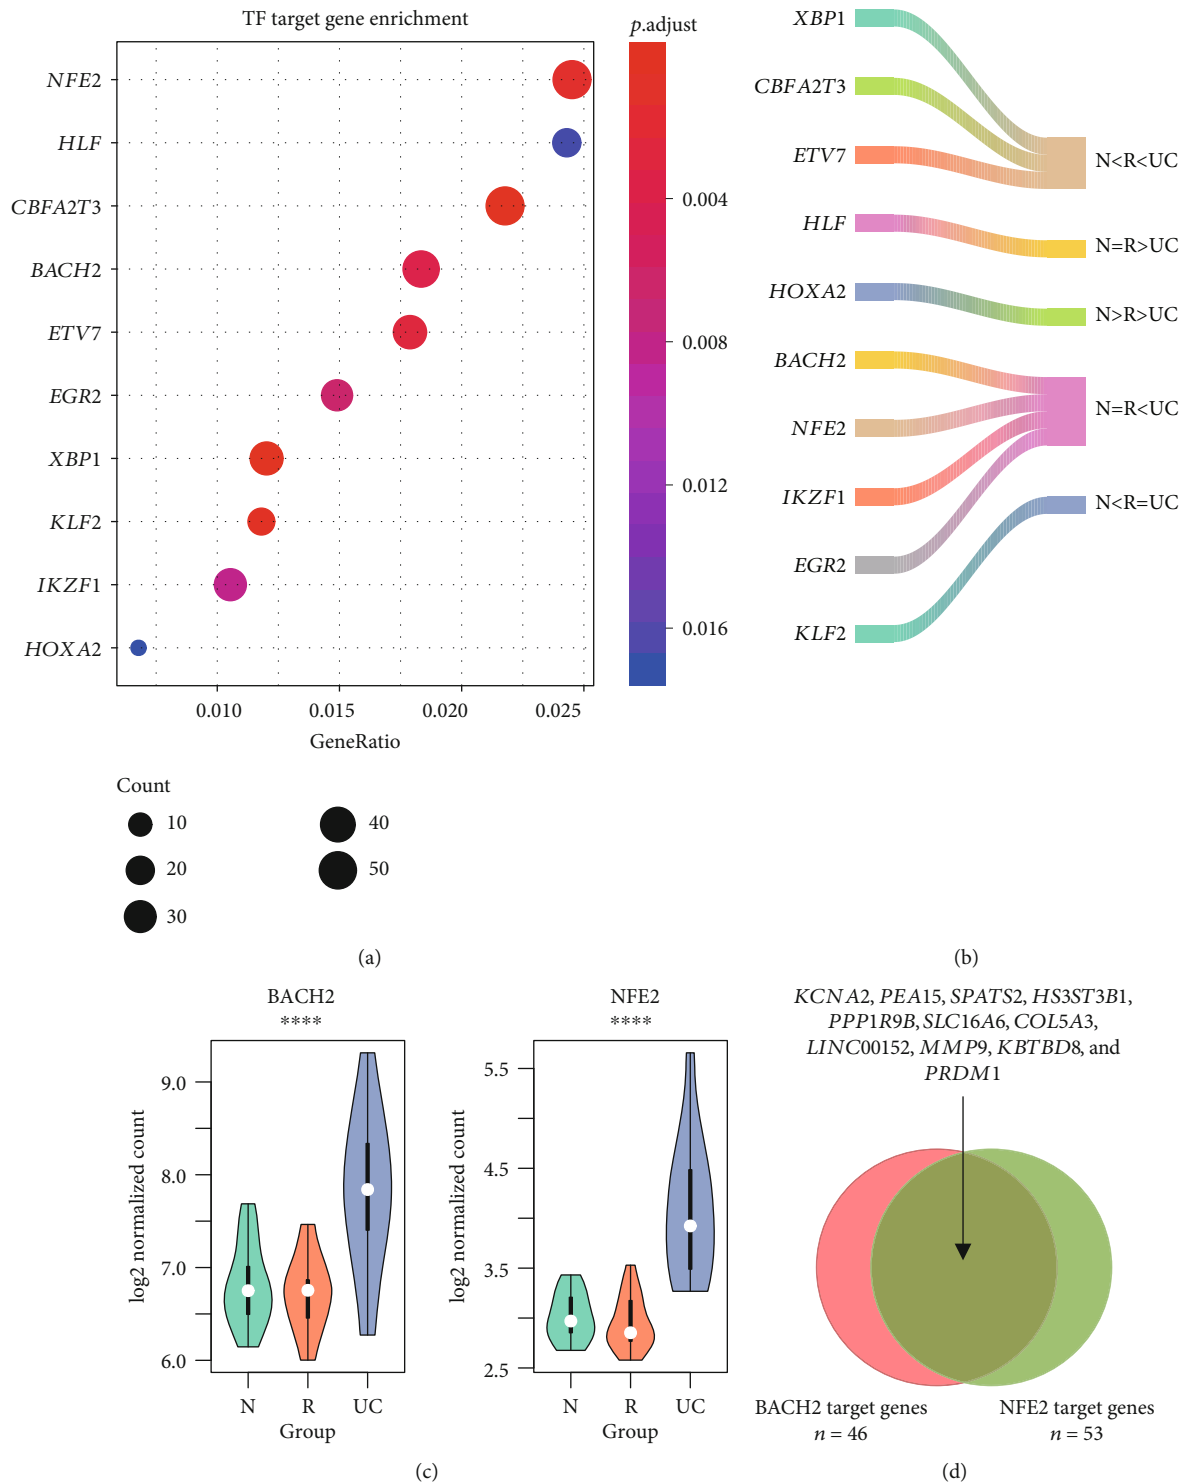 TF target gene enrichment
NFE2
HLF
CBFA2T3
BACH2
ETV7
EGR2
XBP1
KLF2
IKZF1
HOXA2
0.010
0.015
0.020
0.025
GeneRatio
p.adjust
0.004
0.008
0.012
0.016
Count
10
20
30
40
50
(a)
XBP1
CBFA2T3
ETV7
HLF
HOXA2
BACH2
NFE2
IKZF1
EGR2
KLF2
N<R<UC
N=R>UC
N>R>UC
N=R<UC
N<R=UC
(b)
BACH2
****
log2 normalized count
9.0
8.0
7.0
6.0
N
R
UC
Group
NFE2
****
log2 normalized count
5.5
4.5
3.5
2.5
N
R
UC
Group
(c)
KCNA2, PEA15, SPATS2, HS3ST3B1,
PPP1R9B, SLC16A6, COL5A3,
LINC00152, MMP9, KBTBD8, and
PRDM1
BACH2 target genes
n = 46
NFE2 target genes
n = 53
(d)